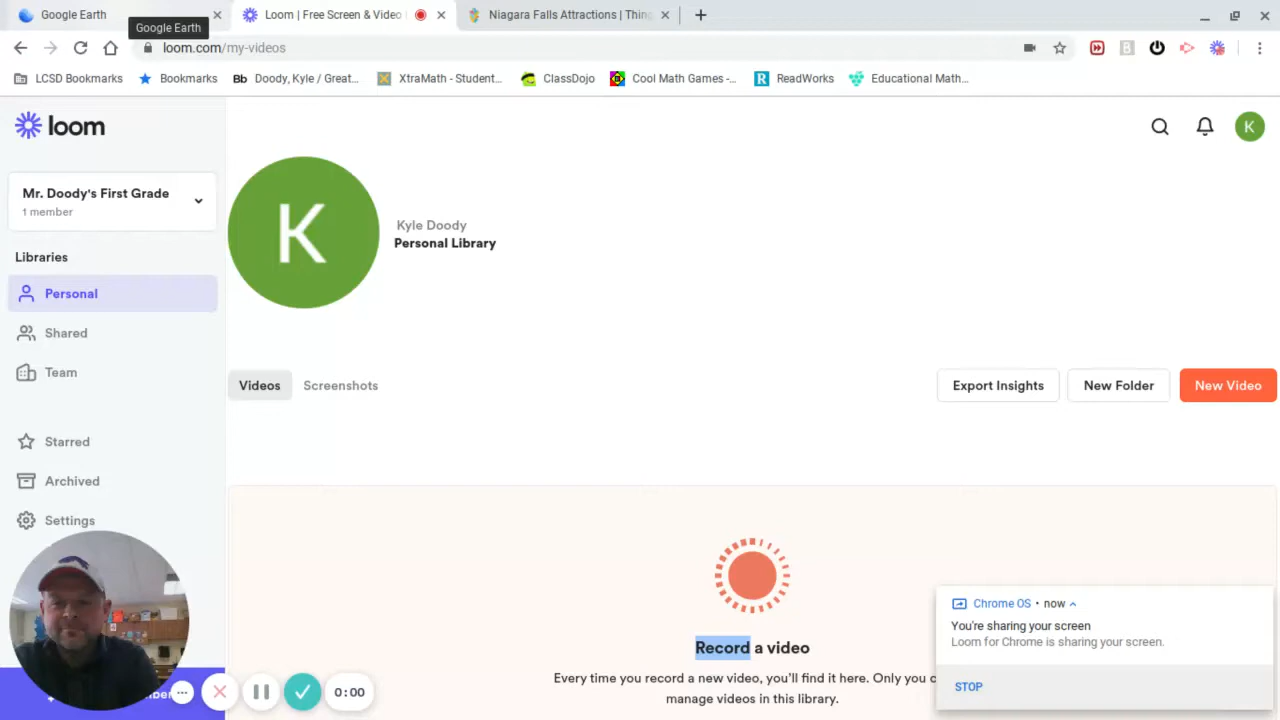 Google Earth
Loom | Free Screen & Video
Niagara Falls Attractions | Thing
Google Earth
loom.com/my-videos
LCSD Bookmarks
Bookmarks
Bb Doody, Kyle / Great...
XtraMath - Student...
ClassDojo
Cool Math Games -...
R ReadWorks
Educational Math...
loom
K
Mr. Doody's First Grade
1 member
K
Kyle Doody
Personal Library
Libraries
Personal
Shared
Team
Videos
Screenshots
Export Insights
New Folder
New Video
Starred
Archived
Settings
Record a video
Every time you record a new video, you'll find it here. Only you c
manage videos in this library.
0:00
Chrome OS • now
You're sharing your screen
Loom for Chrome is sharing your screen.
STOP